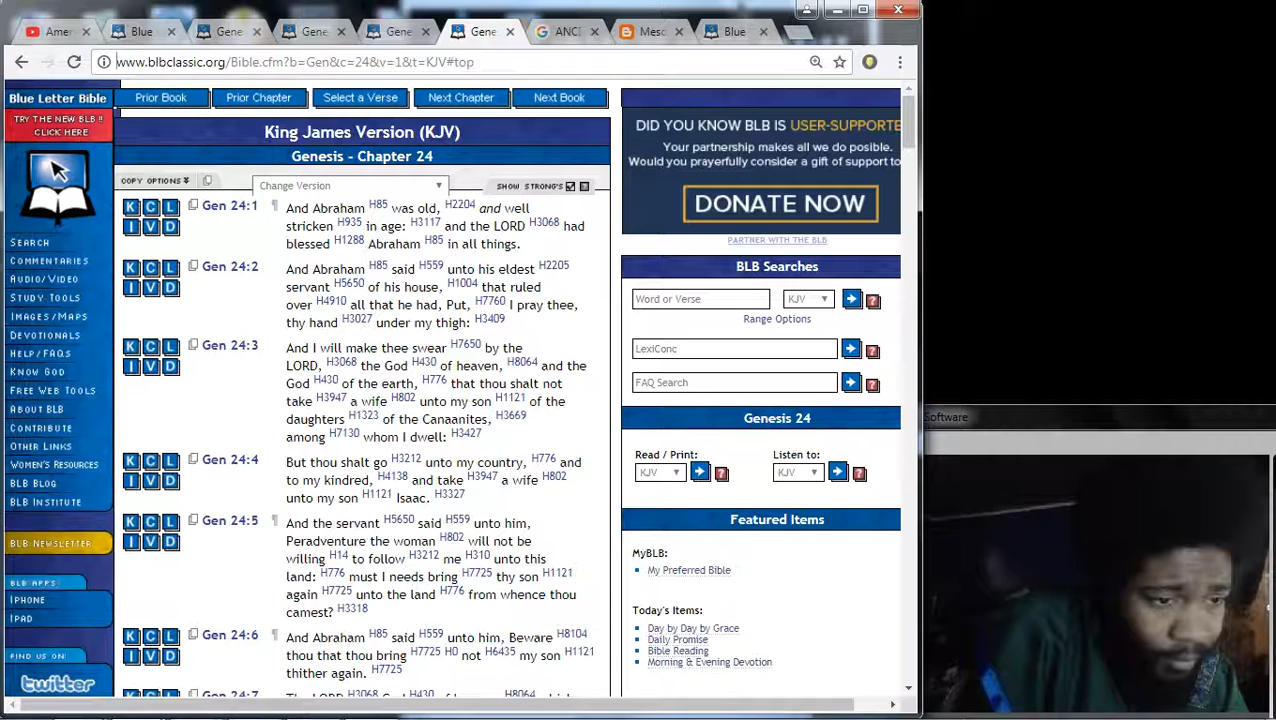 Amer
Blue
Gene
Gene
Gene
Gene
ANCI
Meso
Blue
www.blbclassic.org/Bible.cfm?b=Gen&c=24&v=1&t=KJV#top
Blue Letter Bible
TRY THE NEW BLB !!
CLICK HERE
SEARCH
COMMENTARIES
AUDIO/VIDEO
STUDY TOOLS
IMAGES/MAPS
DEVOTIONALS
HELP/FAQS
KNOW GOD
FREE WEB TOOLS
ABOUT BLB
CONTRIBUTE
OTHER LINKS
WOMEN'S RESOURCES
BLB BLOG
BLB INSTITUTE
BLB NEWSLETTER
BLB APPS
IPHONE
IPAD
FIND US ON:
twitter
Prior Book Prior Chapter Select a Verse Next Chapter Next Book
King James Version (KJV)
Genesis - Chapter 24
COPY OPTIONS Change Version SHOW STRONG'S
K C L Gen 24:1 ¶ And Abraham H85 was old, H2204 and well
I V D stricken H935 in age: H3117 and the LORD H3068 had
blessed H1288 Abraham H85 in all things.
K C L Gen 24:2 And Abraham H85 said H559 unto his eldest H2205
I V D servant H5650 of his house, H1004 that ruled
over H4910 all that he had, Put, H7760 I pray thee,
thy hand H3027 under my thigh: H3409
K C L Gen 24:3 And I will make thee swear H7650 by the
I V D LORD, H3068 the God H430 of heaven, H8064 and the
God H430 of the earth, H776 that thou shalt not
take H3947 a wife H802 unto my son H1121 of the
daughters H1323 of the Canaanites, H3669
among H7130 whom I dwell: H3427
K C L Gen 24:4 But thou shalt go H3212 unto my country, H776 and
I V D to my kindred, H4138 and take H3947 a wife H802
unto my son H1121 Isaac. H3327
K C L Gen 24:5 ¶ And the servant H5650 said H559 unto him,
I V D Peradventure the woman H802 will not be
willing H14 to follow H3212 me H310 unto this
land: H776 must I needs bring H7725 thy son H1121
again H7725 unto the land H776 from whence thou
camest? H3318
K C L Gen 24:6 ¶ And Abraham H85 said H559 unto him, Beware H8104
I V D thou that thou bring H7725 H0 not H6435 my son H1121
thither again. H7725
Gen 24:7
DID YOU KNOW BLB IS USER-SUPPORTE
Your partnership makes all we do posible.
Would you prayerfully consider a gift of support to
DONATE NOW
PARTNER WITH THE BLB
BLB Searches
Word or Verse KJV
Range Options
LexiConc
FAQ Search
Genesis 24
Read / Print: Listen to:
KJV KJV
Featured Items
MyBLB:
My Preferred Bible
Today's Items:
Day by Day by Grace
Daily Promise
Bible Reading
Morning & Evening Devotion
Software